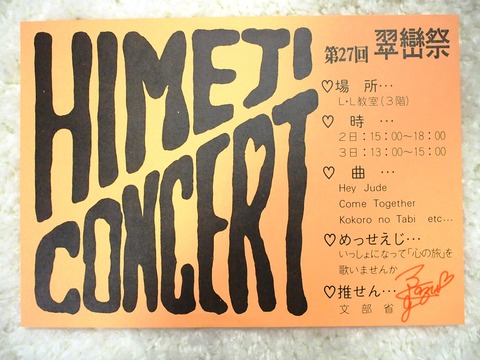 HIMEJI
CONCERT
第27回 翠巒祭
♡場 所…
L・L教室(3階)
♡ 時 …
2日:15:00〜18:00
3日:13:00〜15:00
♡ 曲 …
Hey Jude
Come Together
Kokoro no Tabi etc…
♡めっせえじ…
いっしょになって「心の旅」を
歌いませんか
♡推せん…
文 部 省